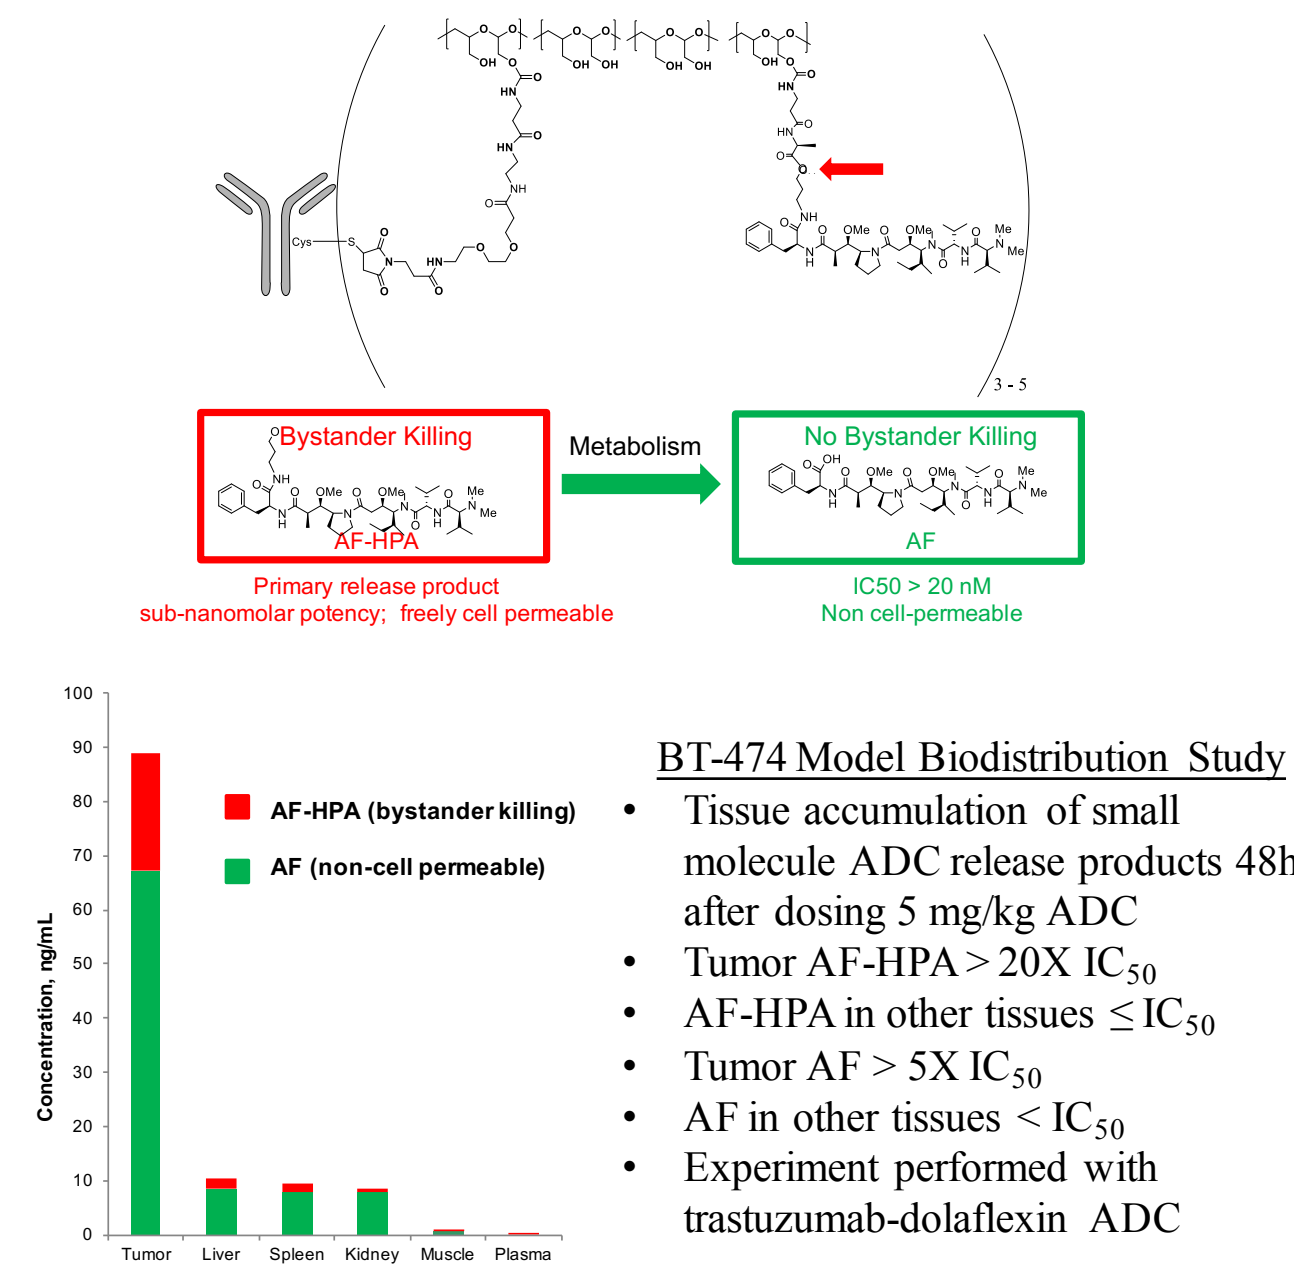 Cys
S
3 - 5
Bystander Killing
AF-HPA
Primary release product
sub-nanomolar potency; freely cell permeable
Metabolism
No Bystander Killing
AF
IC50 > 20 nM
Non cell-permeable
100
90
80
70
60
50
40
30
20
10
0
Concentration, ng/mL
AF-HPA (bystander killing)
AF (non-cell permeable)
Tumor Liver Spleen Kidney Muscle Plasma
BT-474 Model Biodistribution Study
• Tissue accumulation of small
molecule ADC release products 48h
after dosing 5 mg/kg ADC
• Tumor AF-HPA > 20X IC50
• AF-HPA in other tissues ≤ IC50
• Tumor AF > 5X IC50
• AF in other tissues < IC50
• Experiment performed with
trastuzumab-dolaflexin ADC